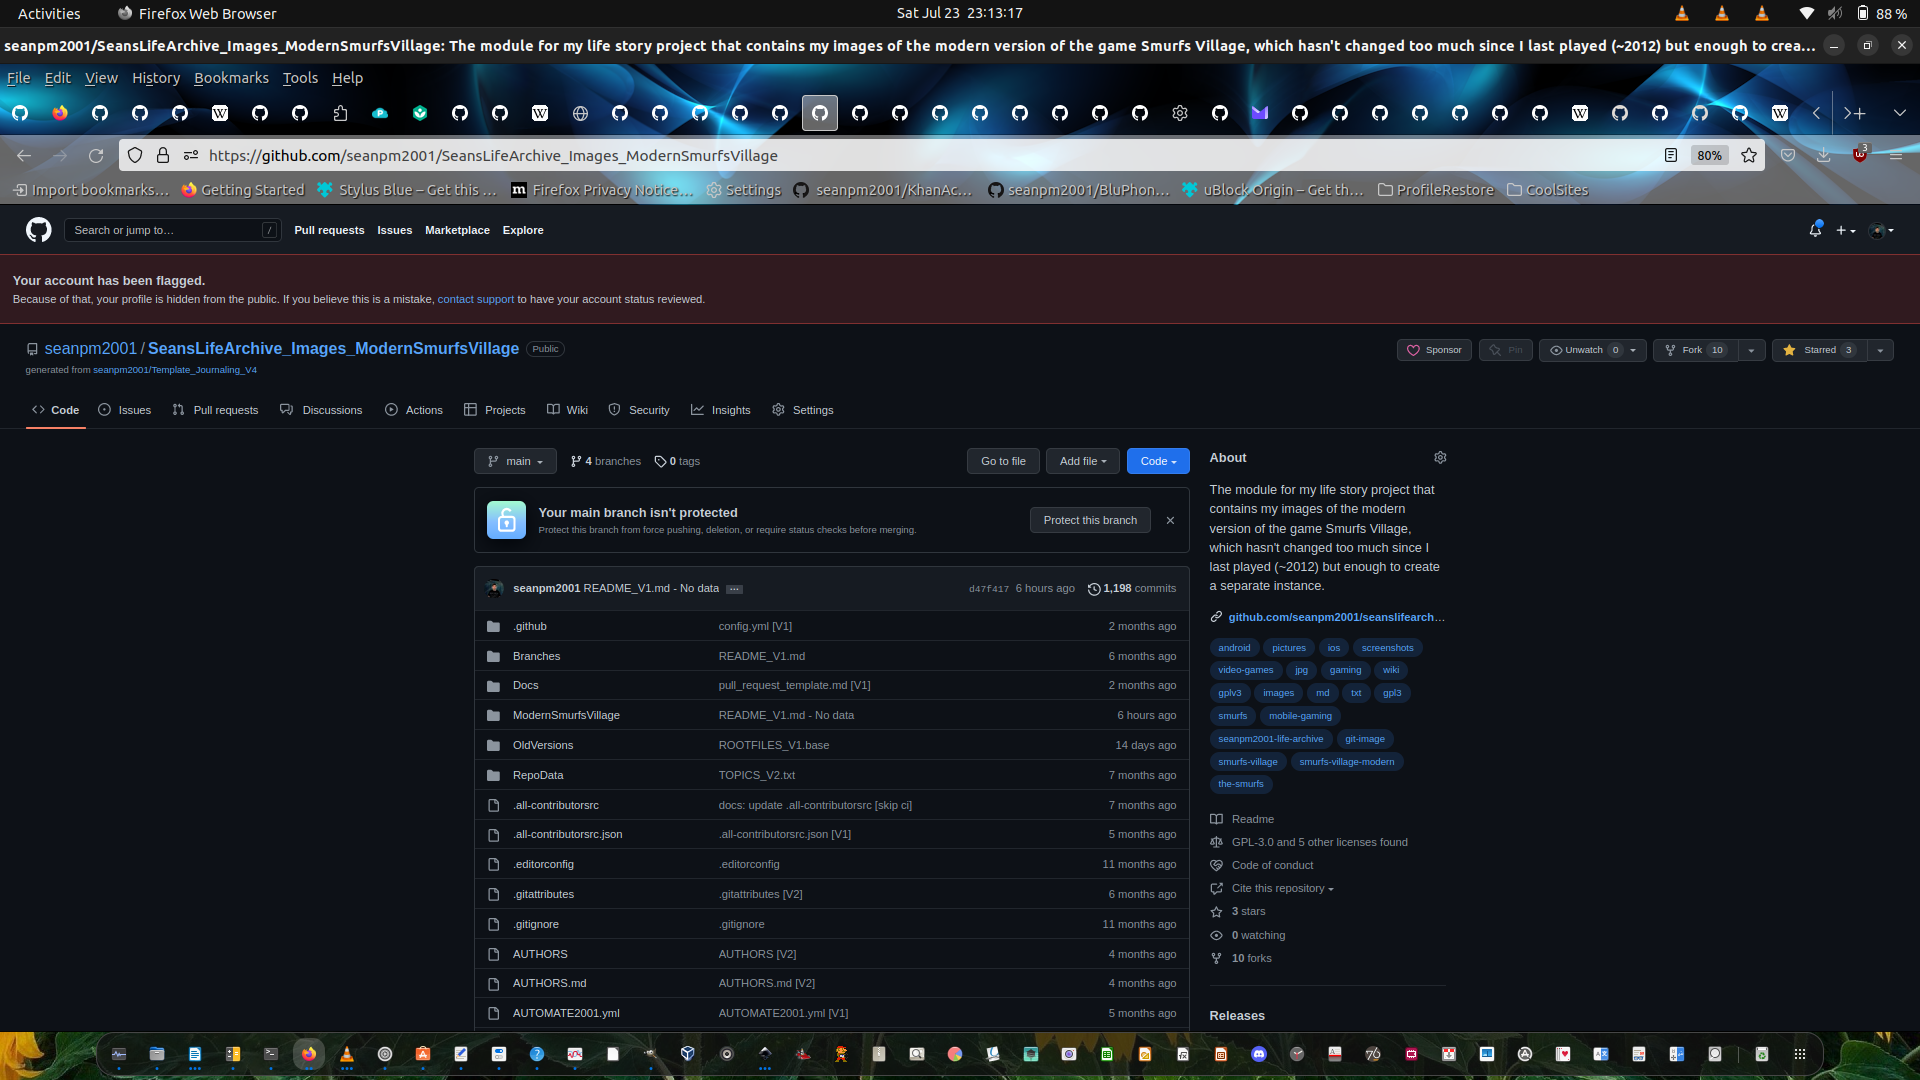 Activities
Firefox Web Browser
Sat Jul 23 23:13:17
88 %
seanpm2001/SeansLifeArchive_Images_ModernSmurfsVillage: The module for my life story project that contains my images of the modern version of the game Smurfs Village, which hasn't changed too much since I last played (~2012) but enough to crea…
File Edit View History Bookmarks Tools Help
https://github.com/seanpm2001/SeansLifeArchive_Images_ModernSmurfsVillage
80%
3
Import bookmarks… Getting Started Stylus Blue – Get this … Firefox Privacy Notice… Settings seanpm2001/KhanAc… seanpm2001/BluPhon… uBlock Origin – Get th… ProfileRestore CoolSites
Search or jump to… /
Pull requests Issues Marketplace Explore
Your account has been flagged.
Because of that, your profile is hidden from the public. If you believe this is a mistake, contact support to have your account status reviewed.
seanpm2001 / SeansLifeArchive_Images_ModernSmurfsVillage Public
Sponsor Pin Unwatch 0 Fork 10 Starred 3
generated from seanpm2001/Template_Journaling_V4
Code Issues Pull requests Discussions Actions Projects Wiki Security Insights Settings
main 4 branches 0 tags
Go to file Add file Code
Your main branch isn't protected
Protect this branch from force pushing, deletion, or require status checks before merging.
Protect this branch
seanpm2001 README_V1.md - No data … d47f417 6 hours ago 1,198 commits
.github config.yml [V1] 2 months ago
Branches README_V1.md 6 months ago
Docs pull_request_template.md [V1] 2 months ago
ModernSmurfsVillage README_V1.md - No data 6 hours ago
OldVersions ROOTFILES_V1.base 14 days ago
RepoData TOPICS_V2.txt 7 months ago
.all-contributorsrc docs: update .all-contributorsrc [skip ci] 7 months ago
.all-contributorsrc.json .all-contributorsrc.json [V1] 5 months ago
.editorconfig .editorconfig 11 months ago
.gitattributes .gitattributes [V2] 6 months ago
.gitignore .gitignore 11 months ago
AUTHORS AUTHORS [V2] 4 months ago
AUTHORS.md AUTHORS.md [V2] 4 months ago
AUTOMATE2001.yml AUTOMATE2001.yml [V1] 5 months ago
About
The module for my life story project that
contains my images of the modern
version of the game Smurfs Village,
which hasn't changed too much since I
last played (~2012) but enough to create
a separate instance.
github.com/seanpm2001/seanslifearch…
android pictures ios screenshots
video-games jpg gaming wiki
gplv3 images md txt gpl3
smurfs mobile-gaming
seanpm2001-life-archive git-image
smurfs-village smurfs-village-modern
the-smurfs
Readme
GPL-3.0 and 5 other licenses found
Code of conduct
Cite this repository
3 stars
0 watching
10 forks
Releases